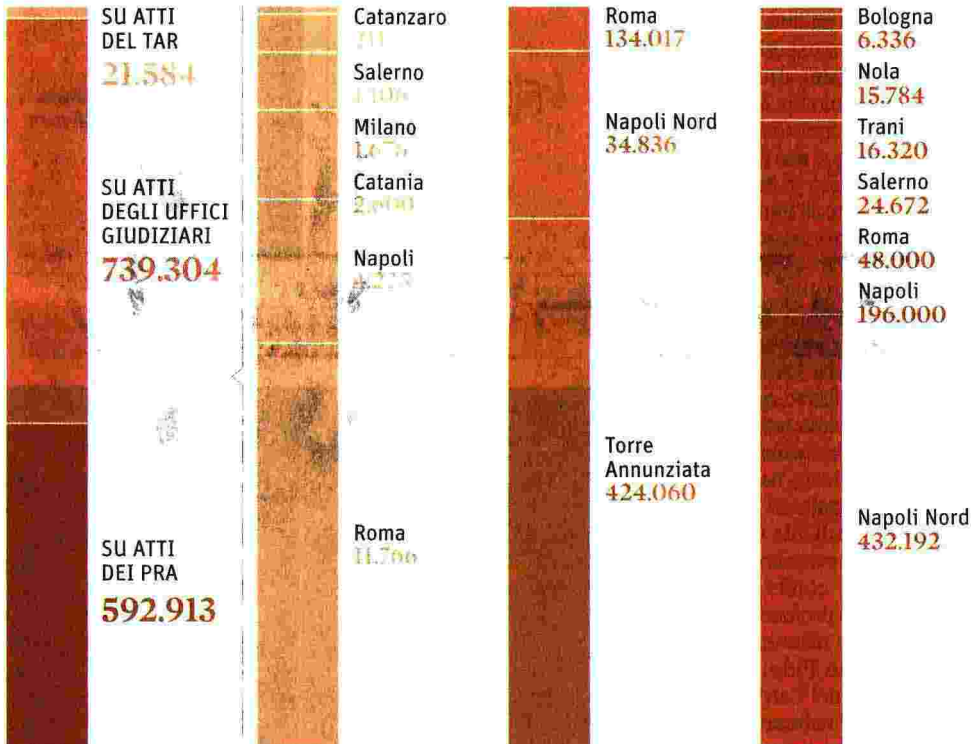 SU ATTI
DEL TAR
21.584
SU ATTI
DEGLI UFFICI
GIUDIZIARI
739.304
SU ATTI
DEI PRA
592.913
Catanzaro
Salerno
Milano
Catania
Napoli
Roma
11.766
Roma
134.017
Napoli Nord
34.836
Torre
Annunziata
424.060
Bologna
6.336
Nola
15.784
Trani
16.320
Salerno
24.672
Roma
48.000
Napoli
196.000
Napoli Nord
432.192